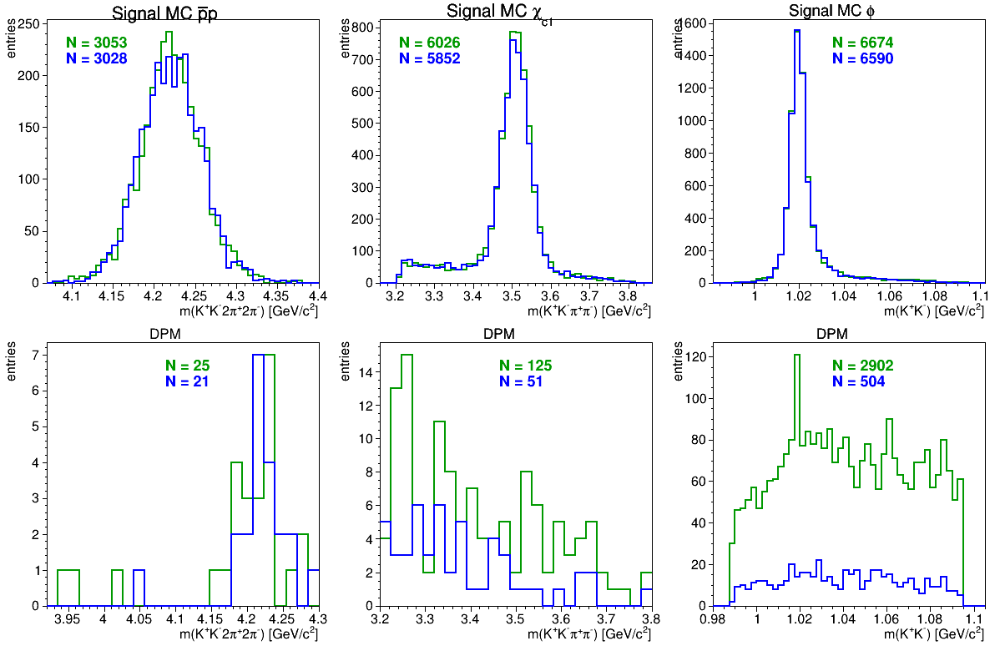 Signal MC p̅p
entries
N = 3053
N = 3028
250
200
150
100
50
0
4.1 4.15 4.2 4.25 4.3 4.35 4.4
m(K⁺K⁻2π⁺2π⁻) [GeV/c²]
Signal MC χc1
entries
N = 6026
N = 5852
800
700
600
500
400
300
200
100
0
3.2 3.3 3.4 3.5 3.6 3.7 3.8
m(K⁺K⁻π⁺π⁻) [GeV/c²]
Signal MC ϕ
entries
N = 6674
N = 6590
1600
1400
1200
1000
800
600
400
200
0
1 1.02 1.04 1.06 1.08 1.1
m(K⁺K⁻) [GeV/c²]
DPM
entries
N = 25
N = 21
7
6
5
4
3
2
1
0
3.95 4 4.05 4.1 4.15 4.2 4.25 4.3
m(K⁺K⁻2π⁺2π⁻) [GeV/c²]
DPM
entries
N = 125
N = 51
14
12
10
8
6
4
2
0
3.2 3.3 3.4 3.5 3.6 3.7 3.8
m(K⁺K⁻π⁺π⁻) [GeV/c²]
DPM
entries
N = 2902
N = 504
120
100
80
60
40
20
0
0.98 1 1.02 1.04 1.06 1.08 1.1
m(K⁺K⁻) [GeV/c²]